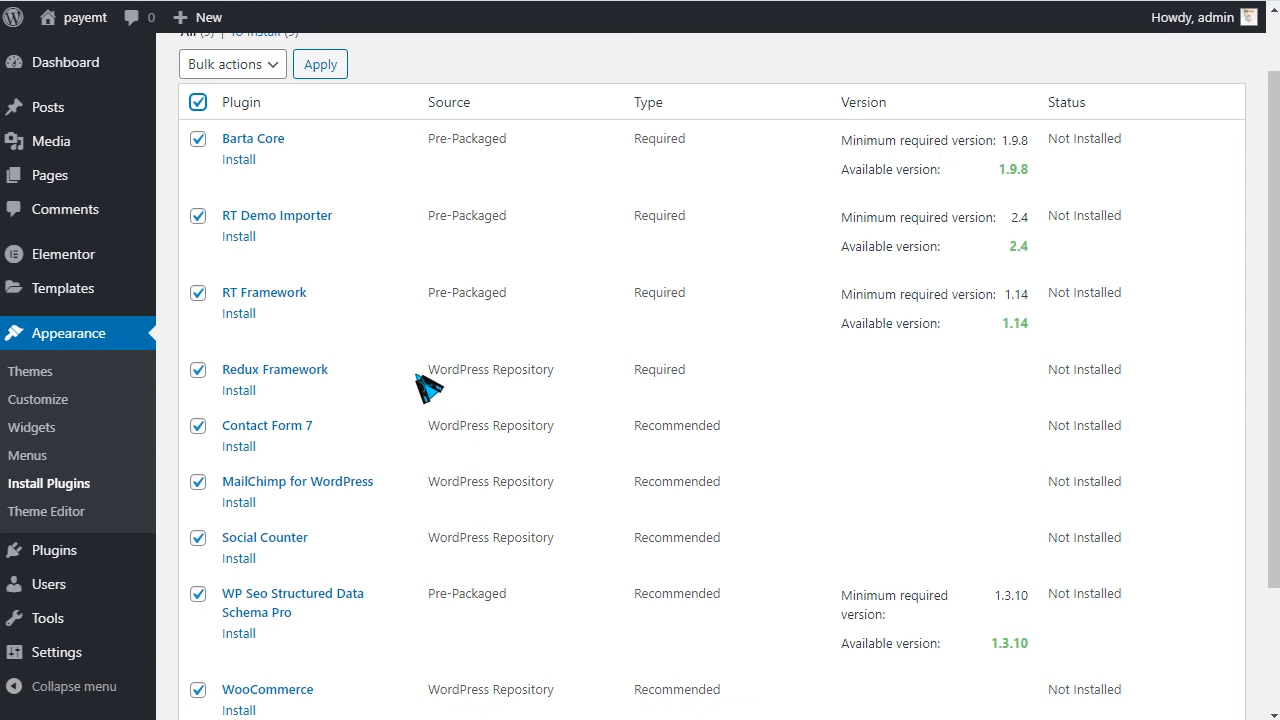 payemt 0 New Howdy, admin
All (9) | To Install (9)
Dashboard
Posts
Media
Pages
Comments
Elementor
Templates
Appearance
Themes
Customize
Widgets
Menus
Install Plugins
Theme Editor
Plugins
Users
Tools
Settings
Collapse menu
Bulk actions Apply
Plugin Source Type Version Status
Barta Core Pre-Packaged Required Minimum required version: 1.9.8 Not Installed
Install
Available version: 1.9.8
RT Demo Importer Pre-Packaged Required Minimum required version: 2.4 Not Installed
Install
Available version: 2.4
RT Framework Pre-Packaged Required Minimum required version: 1.14 Not Installed
Install
Available version: 1.14
Redux Framework WordPress Repository Required Not Installed
Install
Contact Form 7 WordPress Repository Recommended Not Installed
Install
MailChimp for WordPress WordPress Repository Recommended Not Installed
Install
Social Counter WordPress Repository Recommended Not Installed
Install
WP Seo Structured Data Pre-Packaged Recommended Minimum required 1.3.10 Not Installed
Schema Pro version:
Install
Available version: 1.3.10
WooCommerce WordPress Repository Recommended Not Installed
Install